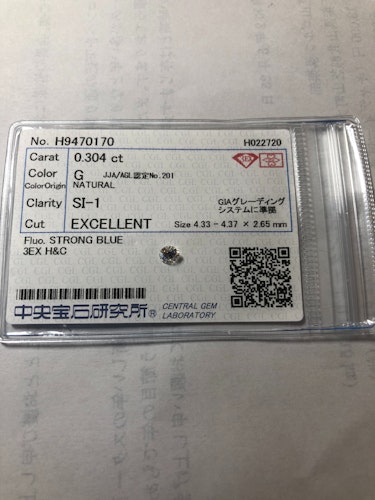 No. H9470170 H022720
Carat 0.304 ct
Color G JJA/AGL認定No.201
ColorOrigin NATURAL
Clarity SI-1 GIAグレーディング
システムに準拠
Cut EXCELLENT Size 4.33 - 4.37 × 2.65 mm
Fluo. STRONG BLUE
3EX H&C
中央宝石研究所® CENTRAL GEM
LABORATORY